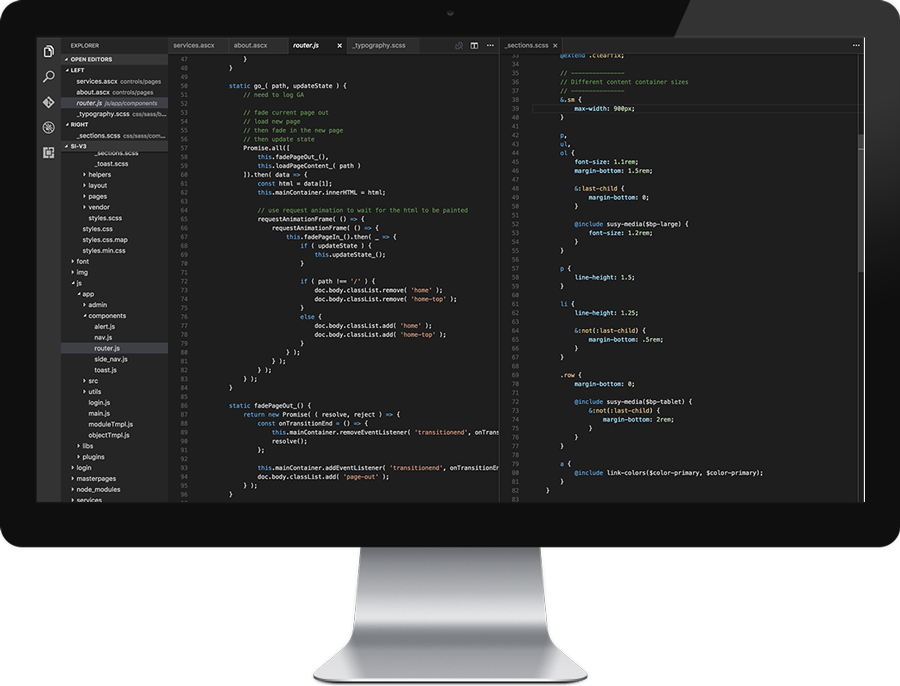 EXPLORER
OPEN EDITORS
LEFT
services.ascx controls/pages
about.ascx controls/pages
router.js js/app/components
_typography.scss css/sass/b...
RIGHT
_sections.scss css/sass/com...
SI-V3
_sections.scss
_toast.scss
helpers
layout
pages
vendor
styles.scss
styles.css
styles.css.map
styles.min.css
font
img
js
app
admin
components
alert.js
nav.js
router.js
side_nav.js
toast.js
src
utils
login.js
main.js
moduleTmpl.js
objectTmpl.js
libs
plugins
login
masterpages
node_modules
services
services.ascx about.ascx router.js × _typography.scss
47 }
48 }
49
50 static go_( path, updateState ) {
51 // need to log GA
52
53 // fade current page out
54 // load new page
55 // then fade in the new page
56 // then update state
57 Promise.all([
58 this.fadePageOut_(),
59 this.loadPageContent_( path )
60 ]).then( data => {
61 const html = data[1];
62 this.mainContainer.innerHTML = html;
63
64 // use request animation to wait for the html to be painted
65 requestAnimationFrame( () => {
66 requestAnimationFrame( () => {
67 this.fadePageIn_().then( _ => {
68 if ( updateState ) {
69 this.updateState_();
70 }
71
72 if ( path !== '/' ) {
73 doc.body.classList.remove( 'home' );
74 doc.body.classList.remove( 'home-top' );
75 }
76 else {
77 doc.body.classList.add( 'home' );
78 doc.body.classList.add( 'home-top' );
79 }
80 } );
81 } );
82 } );
83 } );
84 }
85
86 static fadePageOut_() {
87 return new Promise( ( resolve, reject ) => {
88 const onTransitionEnd = () => {
89 this.mainContainer.removeEventListener( 'transitionend', onTrans
90 resolve();
91 };
92
93 this.mainContainer.addEventListener( 'transitionend', onTransitionEn
94 doc.body.classList.add( 'page-out' );
95 } );
96 }
_sections.scss ×
33 @extend .clearfix;
34
35 // ---------------
36 // Different content container sizes
37 // ---------------
38 &.sm {
39 max-width: 900px;
40 }
41
42 p,
43 ul,
44 ol {
45 font-size: 1.1rem;
46 margin-bottom: 1.5rem;
47
48 &:last-child {
49 margin-bottom: 0;
50 }
51
52 @include susy-media($bp-large) {
53 font-size: 1.2rem;
54 }
55 }
56
57 p {
58 line-height: 1.5;
59 }
60
61 li {
62 line-height: 1.25;
63
64 &:not(:last-child) {
65 margin-bottom: .5rem;
66 }
67 }
68
69 .row {
70 margin-bottom: 0;
71
72 @include susy-media($bp-tablet) {
73 &:not(:last-child) {
74 margin-bottom: 2rem;
75 }
76 }
77 }
78
79 a {
80 @include link-colors($color-primary, $color-primary);
81 }
82 }
83